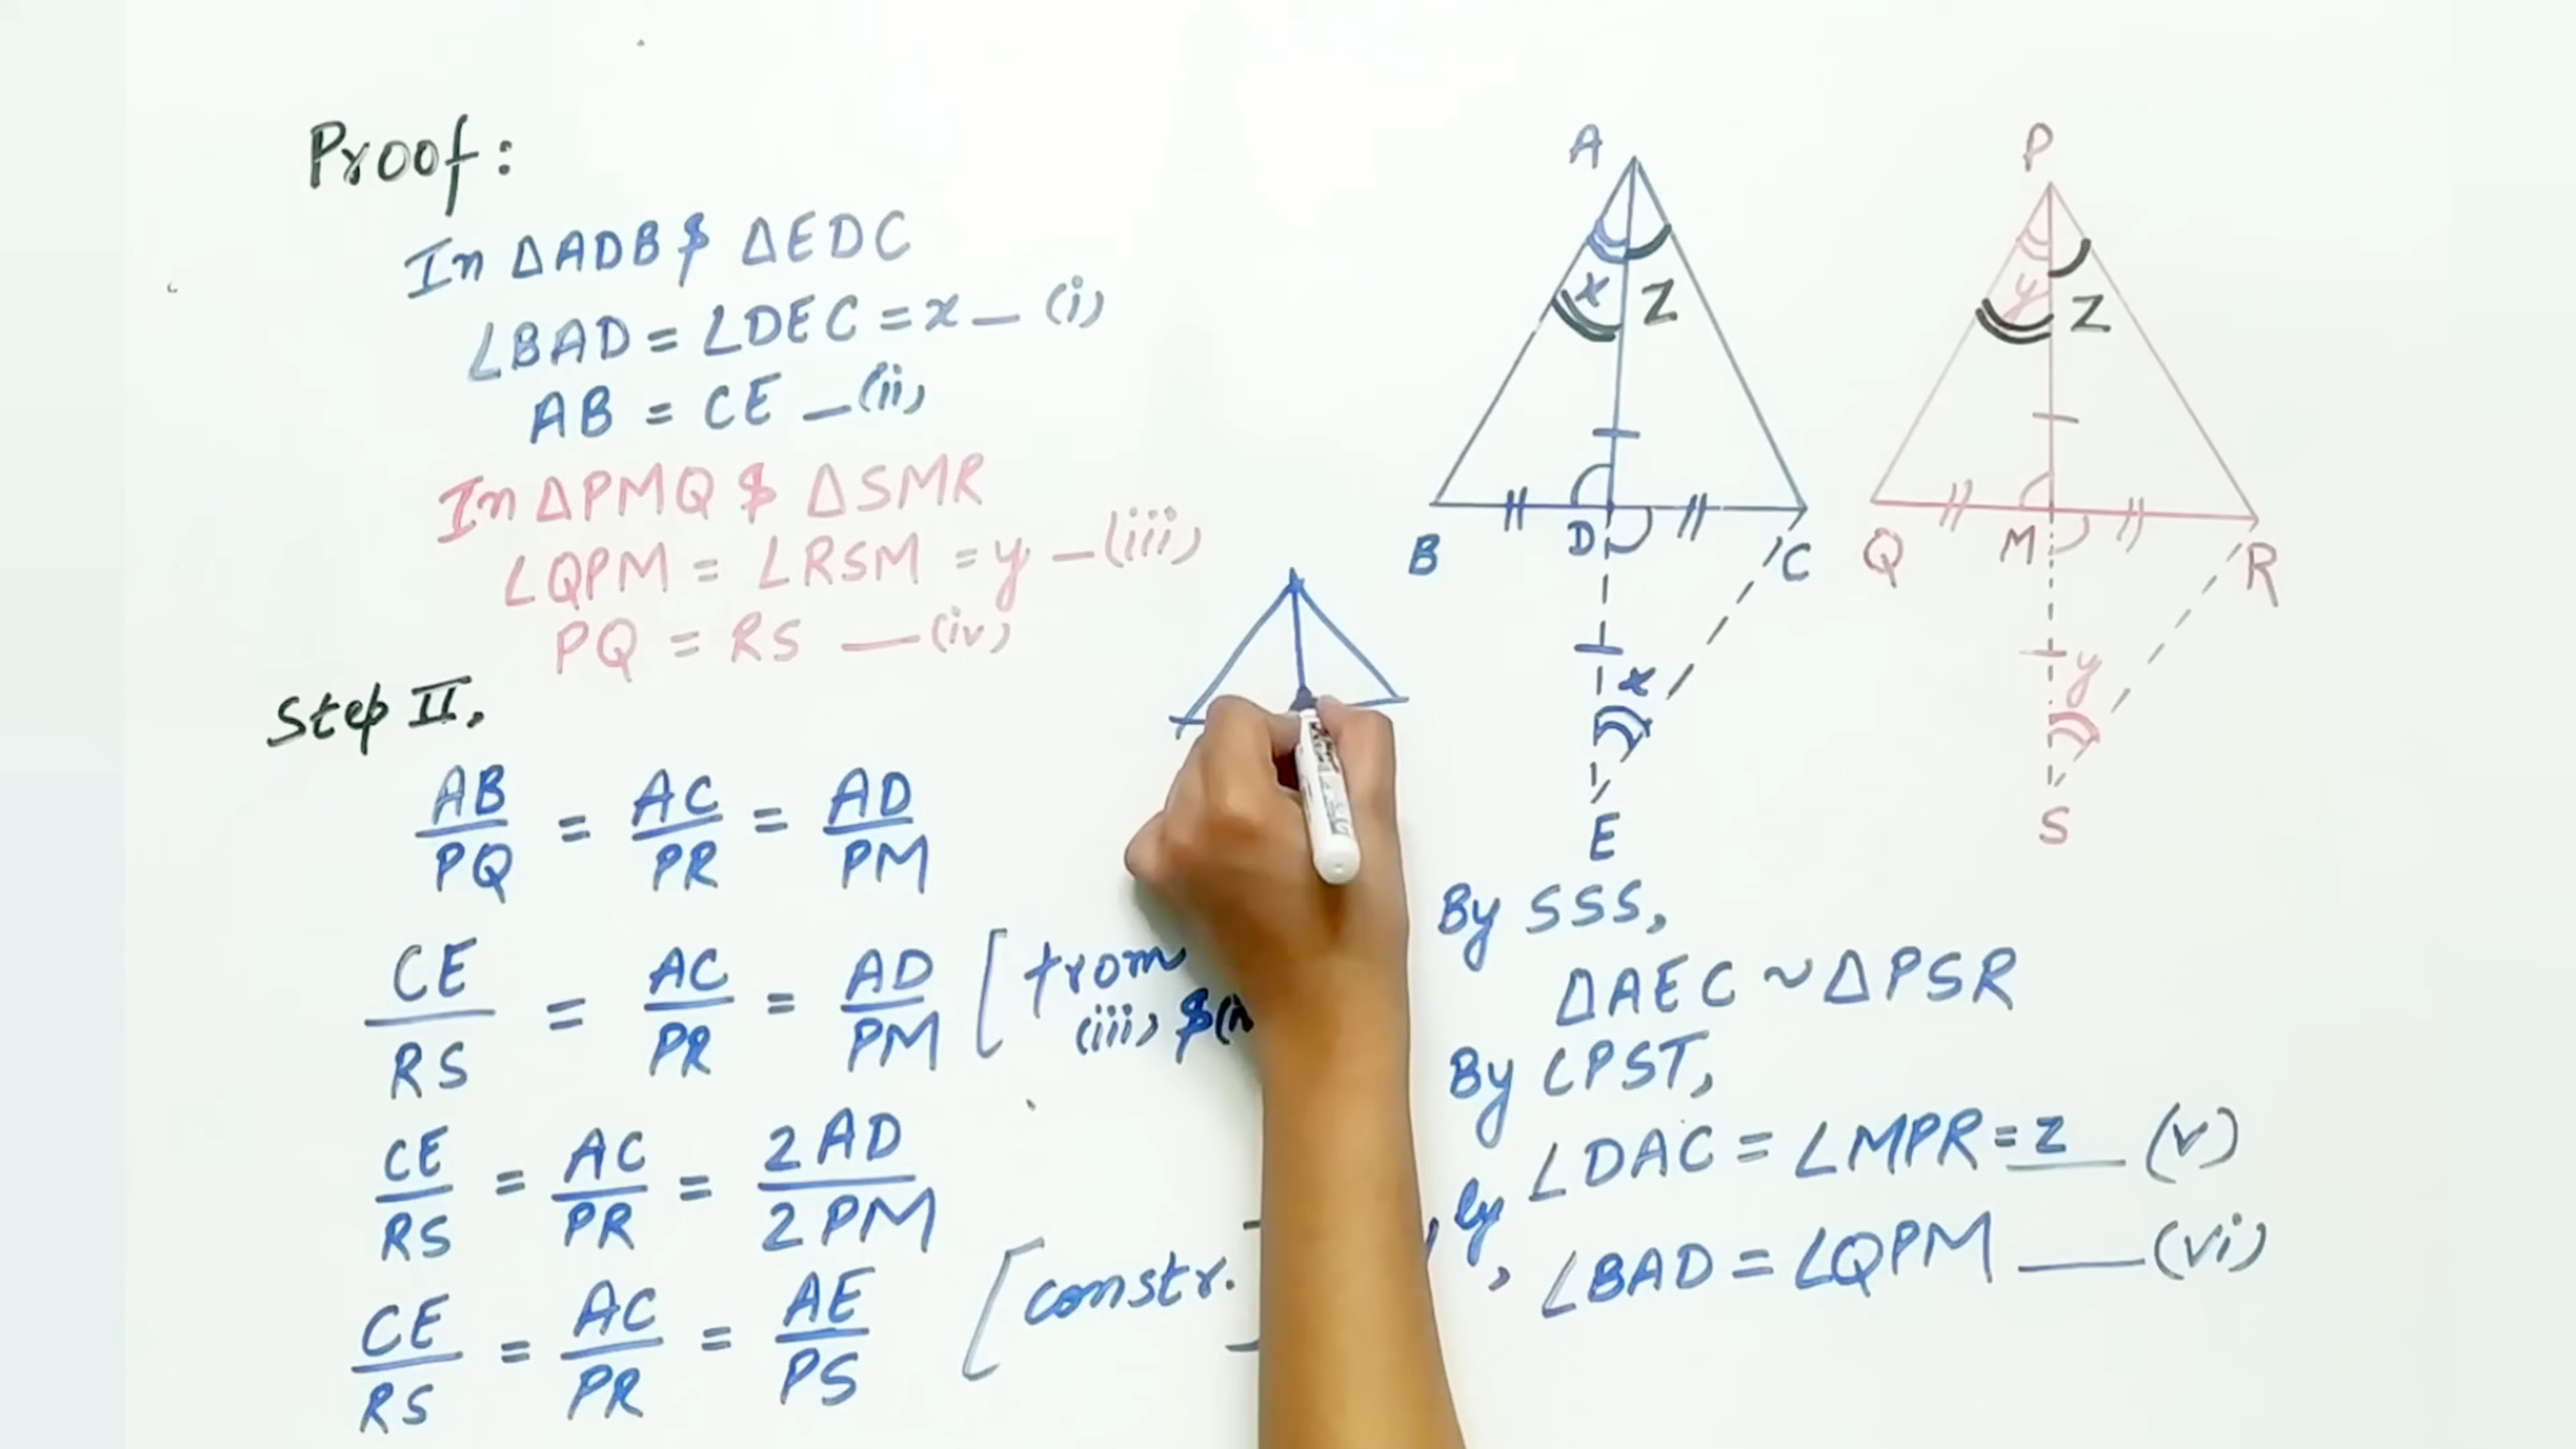 Proof:
In ΔADB $ ΔEDC
∠BAD = ∠DEC = x — (i)
AB = CE — (ii)
In ΔPMQ $ ΔSMR
∠QPM = ∠RSM = y — (iii)
PQ = RS — (iv)
Step II.
AB/PQ = AC/PR = AD/PM
CE/RS = AC/PR = AD/PM [from
(iii) $ (i
CE/RS = AC/PR = 2AD/2PM
CE/RS = AC/PR = AE/PS [constr.]
A
x
Z
B
D
C
x
E
P
y
Z
Q
M
R
y
S
By SSS,
ΔAEC ~ ΔPSR
By CPST,
∠DAC = ∠MPR = z — (v)
ly, ∠BAD = ∠QPM — (vi)